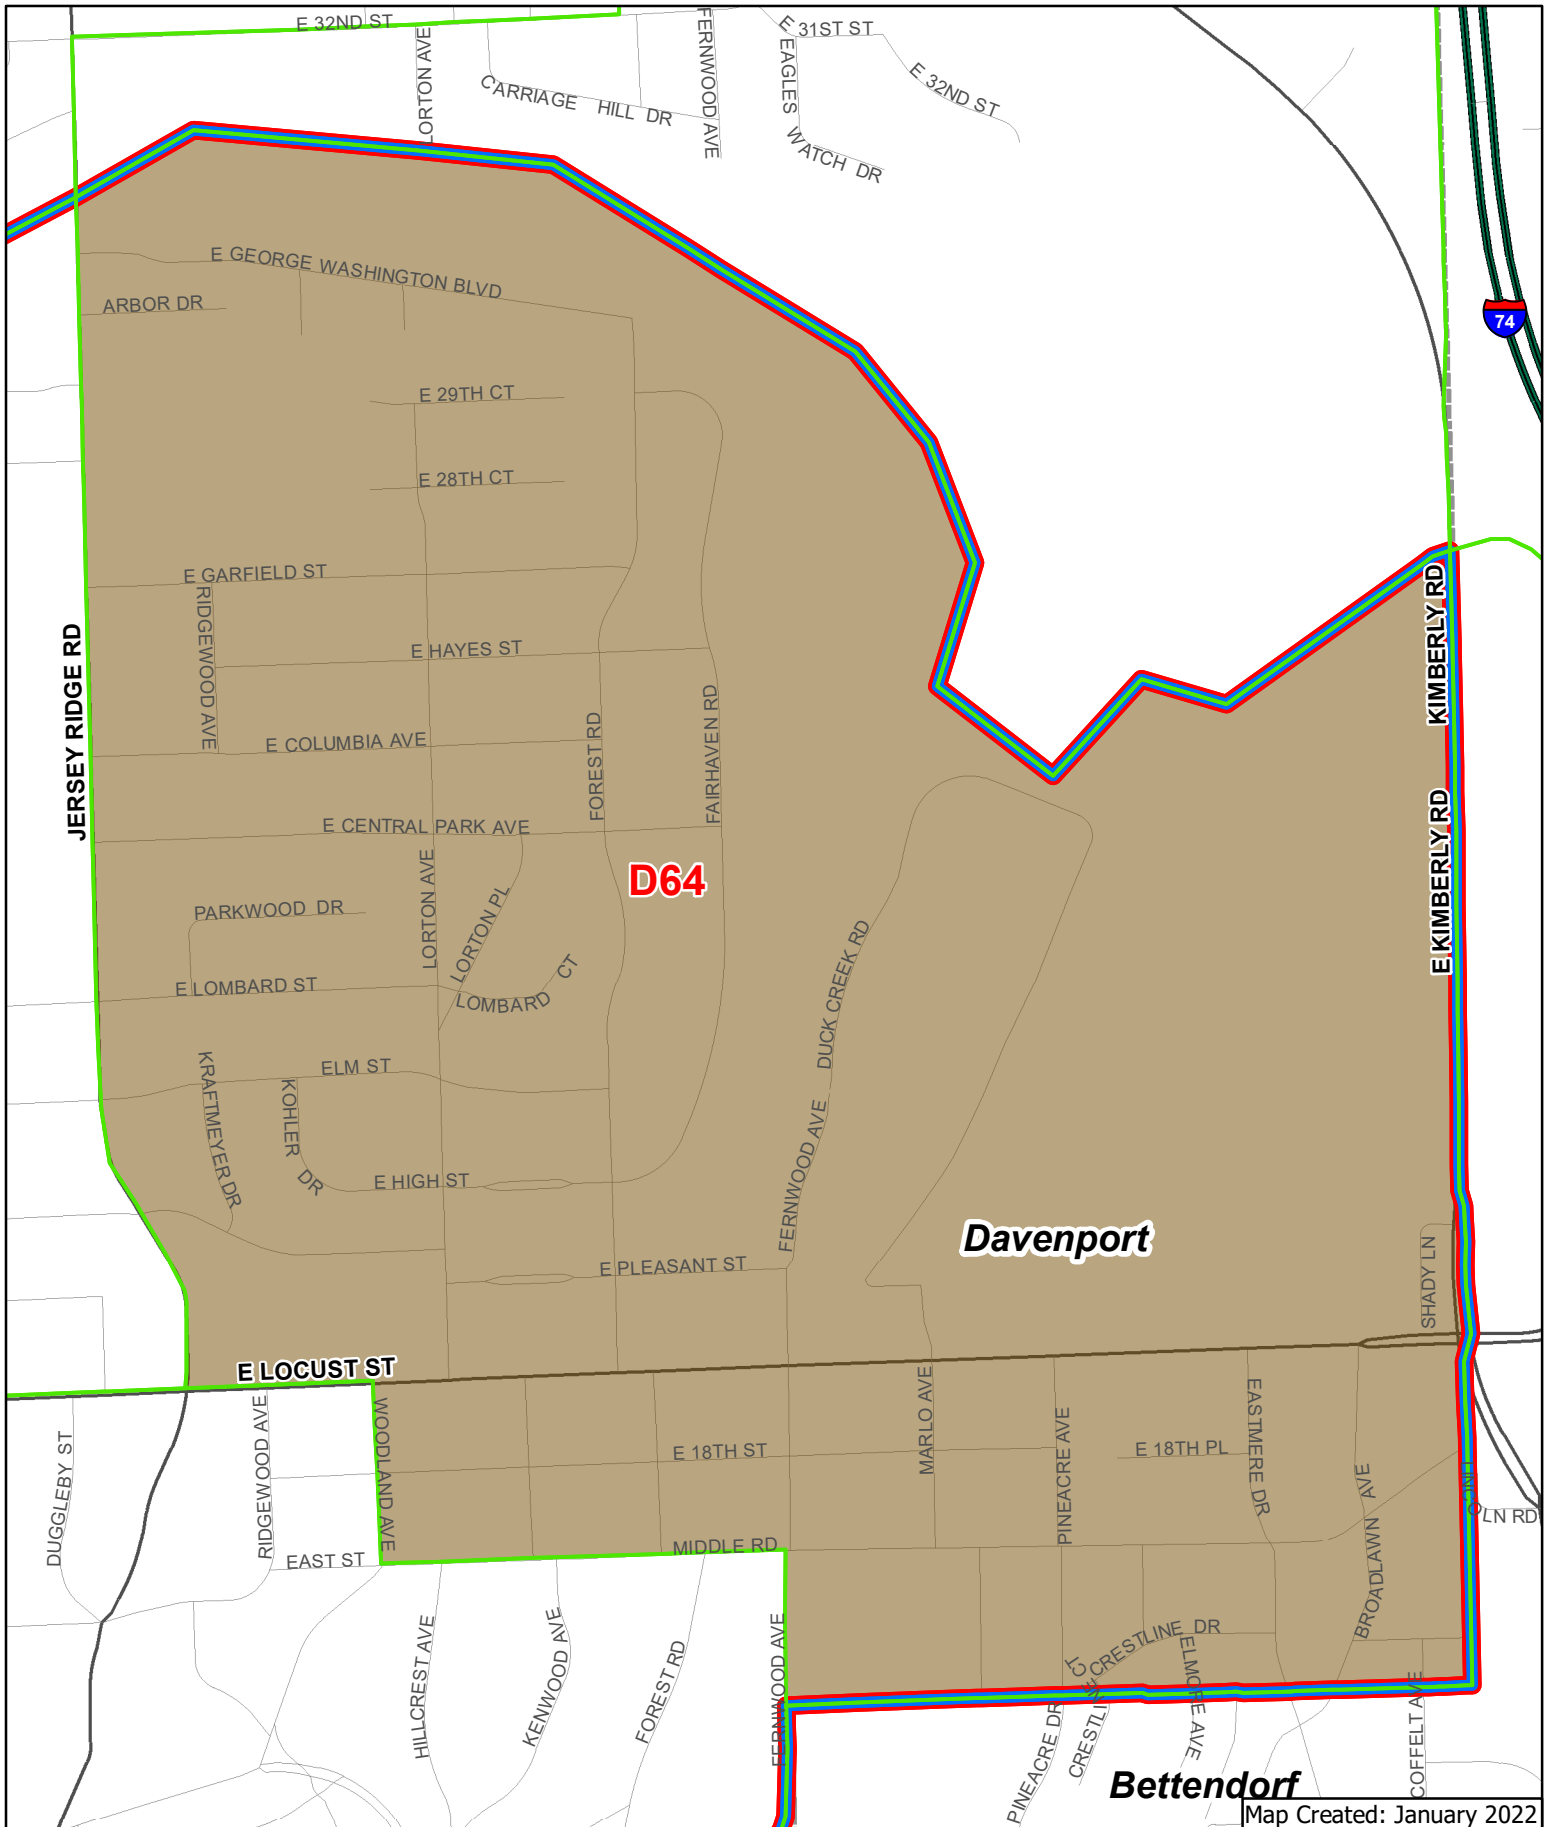 E 32ND ST
LORTON AVE
CARRIAGE HILL DR
FERNWOOD AVE
E 31ST ST
EAGLES WATCH DR
E 32ND ST
74
E GEORGE WASHINGTON BLVD
ARBOR DR
E 29TH CT
E 28TH CT
E GARFIELD ST
RIDGEWOOD AVE
E HAYES ST
JERSEY RIDGE RD
KIMBERLY RD
E COLUMBIA AVE
FOREST RD
FAIRHAVEN RD
E CENTRAL PARK AVE
E KIMBERLY RD
D64
LORTON AVE
LORTON PL
PARKWOOD DR
E LOMBARD ST
LOMBARD CT
DUCK CREEK RD
ELM ST
KRAFTMEYER DR
KOHLER DR
E HIGH ST
FERNWOOD AVE
Davenport
E PLEASANT ST
SHADY LN
E LOCUST ST
WOODLAND AVE
RIDGEWOOD AVE
DUGGLEBY ST
E 18TH ST
MARLO AVE
PINEACRE AVE
E 18TH PL
EASTMERE DR
BROADLAWN AVE
LINCOLN RD
EAST ST
MIDDLE RD
HILLCREST AVE
KENWOOD AVE
FOREST RD
FERNWOOD AVE
CRESTLINE DR
CRESTLINE CT
ELMORE AVE
PINEACRE DR
COFFELT AVE
Bettendorf
Map Created: January 2022